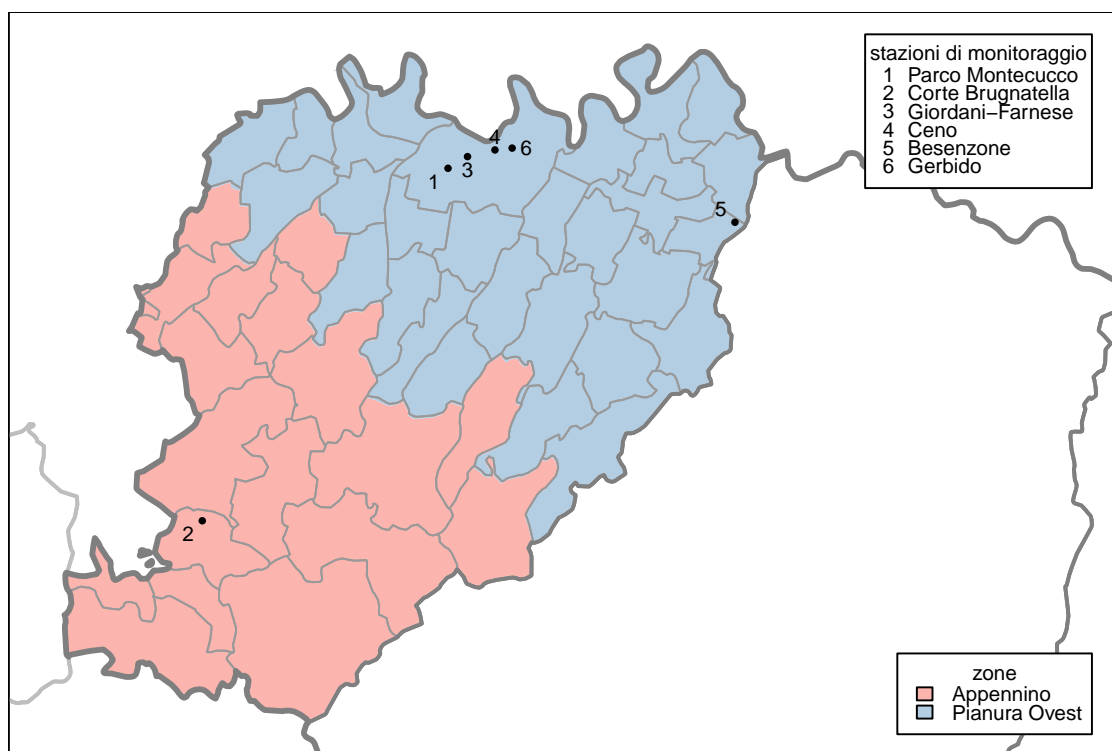 stazioni di monitoraggio
1 Parco Montecucco
2 Corte Brugnatella
3 Giordani−Farnese
4 Ceno
5 Besenzone
6 Gerbido
4
6
3
1
5
2
zone
Appennino
Pianura Ovest